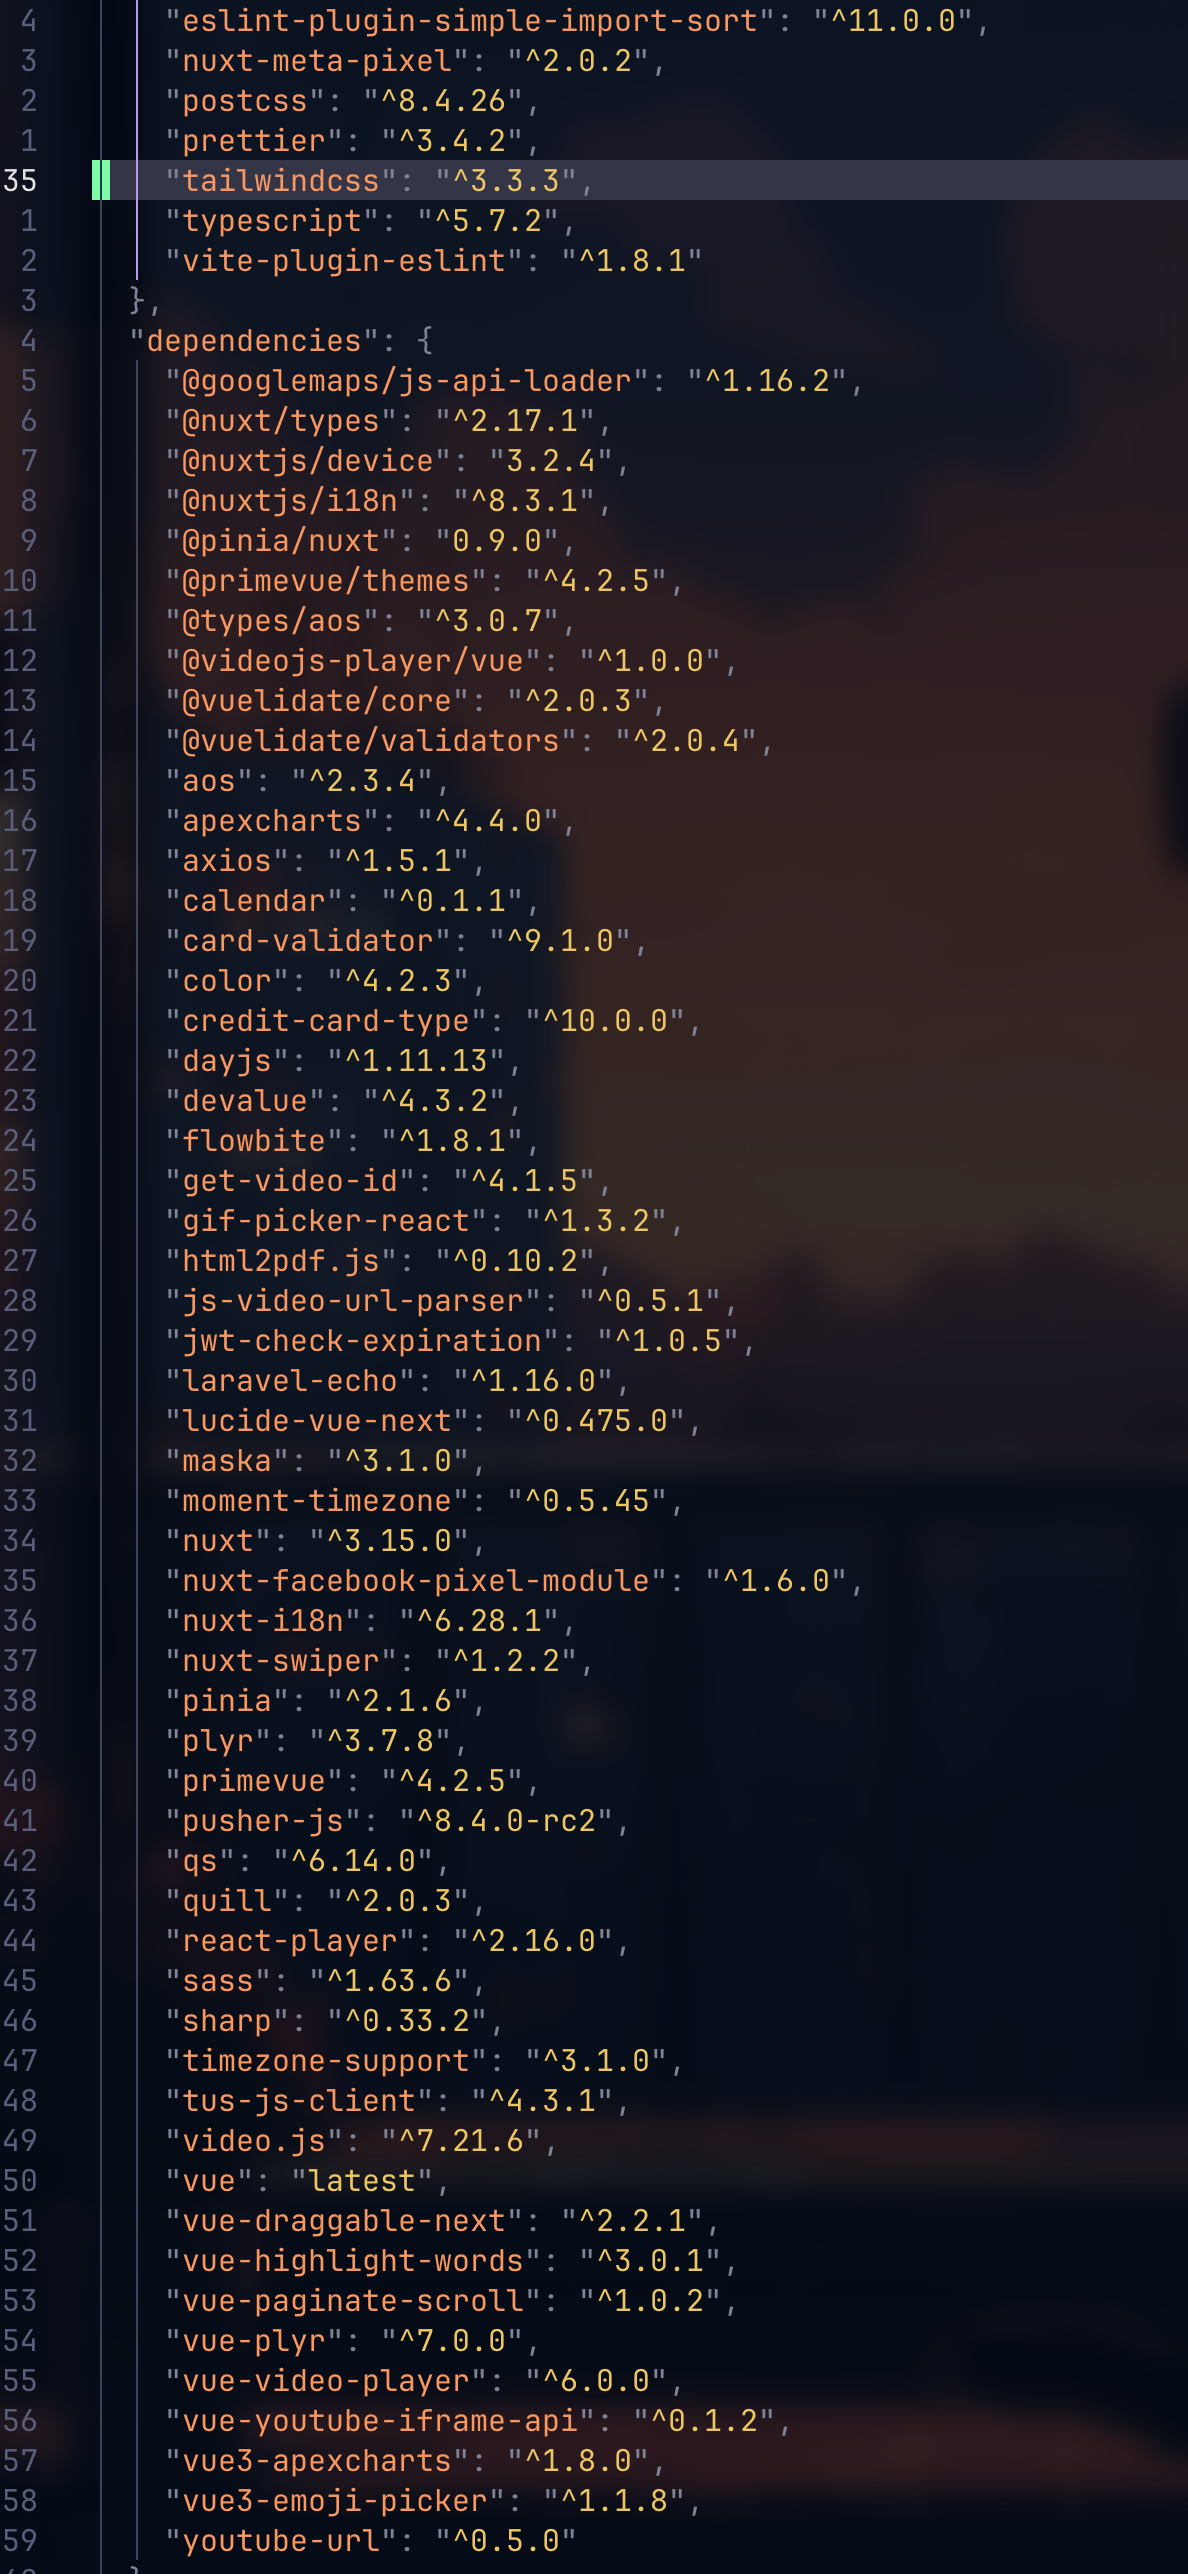 4 "eslint-plugin-simple-import-sort": "^11.0.0",
3 "nuxt-meta-pixel": "^2.0.2",
2 "postcss": "^8.4.26",
1 "prettier": "^3.4.2",
35 "tailwindcss": "^3.3.3",
1 "typescript": "^5.7.2",
2 "vite-plugin-eslint": "^1.8.1"
3 },
4 "dependencies": {
5 "@googlemaps/js-api-loader": "^1.16.2",
6 "@nuxt/types": "^2.17.1",
7 "@nuxtjs/device": "3.2.4",
8 "@nuxtjs/i18n": "^8.3.1",
9 "@pinia/nuxt": "0.9.0",
10 "@primevue/themes": "^4.2.5",
11 "@types/aos": "^3.0.7",
12 "@videojs-player/vue": "^1.0.0",
13 "@vuelidate/core": "^2.0.3",
14 "@vuelidate/validators": "^2.0.4",
15 "aos": "^2.3.4",
16 "apexcharts": "^4.4.0",
17 "axios": "^1.5.1",
18 "calendar": "^0.1.1",
19 "card-validator": "^9.1.0",
20 "color": "^4.2.3",
21 "credit-card-type": "^10.0.0",
22 "dayjs": "^1.11.13",
23 "devalue": "^4.3.2",
24 "flowbite": "^1.8.1",
25 "get-video-id": "^4.1.5",
26 "gif-picker-react": "^1.3.2",
27 "html2pdf.js": "^0.10.2",
28 "js-video-url-parser": "^0.5.1",
29 "jwt-check-expiration": "^1.0.5",
30 "laravel-echo": "^1.16.0",
31 "lucide-vue-next": "^0.475.0",
32 "maska": "^3.1.0",
33 "moment-timezone": "^0.5.45",
34 "nuxt": "^3.15.0",
35 "nuxt-facebook-pixel-module": "^1.6.0",
36 "nuxt-i18n": "^6.28.1",
37 "nuxt-swiper": "^1.2.2",
38 "pinia": "^2.1.6",
39 "plyr": "^3.7.8",
40 "primevue": "^4.2.5",
41 "pusher-js": "^8.4.0-rc2",
42 "qs": "^6.14.0",
43 "quill": "^2.0.3",
44 "react-player": "^2.16.0",
45 "sass": "^1.63.6",
46 "sharp": "^0.33.2",
47 "timezone-support": "^3.1.0",
48 "tus-js-client": "^4.3.1",
49 "video.js": "^7.21.6",
50 "vue": "latest",
51 "vue-draggable-next": "^2.2.1",
52 "vue-highlight-words": "^3.0.1",
53 "vue-paginate-scroll": "^1.0.2",
54 "vue-plyr": "^7.0.0",
55 "vue-video-player": "^6.0.0",
56 "vue-youtube-iframe-api": "^0.1.2",
57 "vue3-apexcharts": "^1.8.0",
58 "vue3-emoji-picker": "^1.1.8",
59 "youtube-url": "^0.5.0"